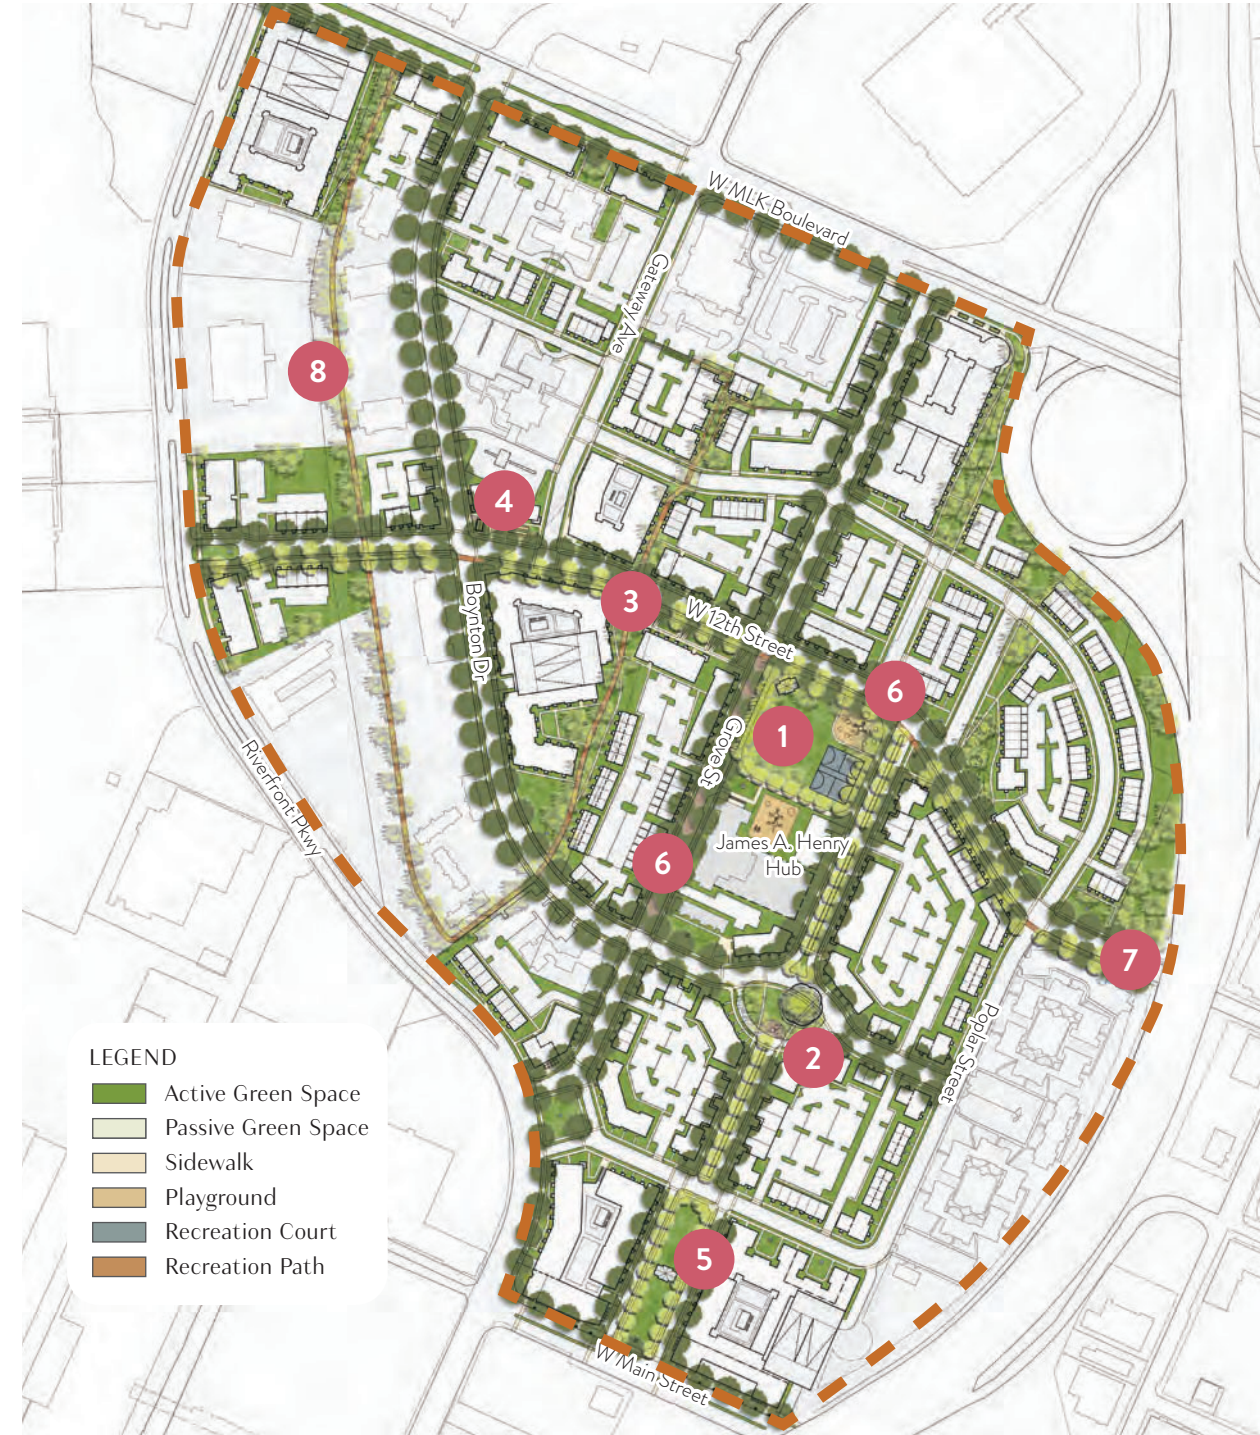 W MLK Boulevard
Gateway Ave
8
4
3
W 12th Street
Boynton Dr
6
1
Grove St
Riverfront Pkwy
James A. Henry
Hub
6
7
Poplar Street
2
LEGEND
Active Green Space
Passive Green Space
Sidewalk
Playground
Recreation Court
Recreation Path
5
W Main Street